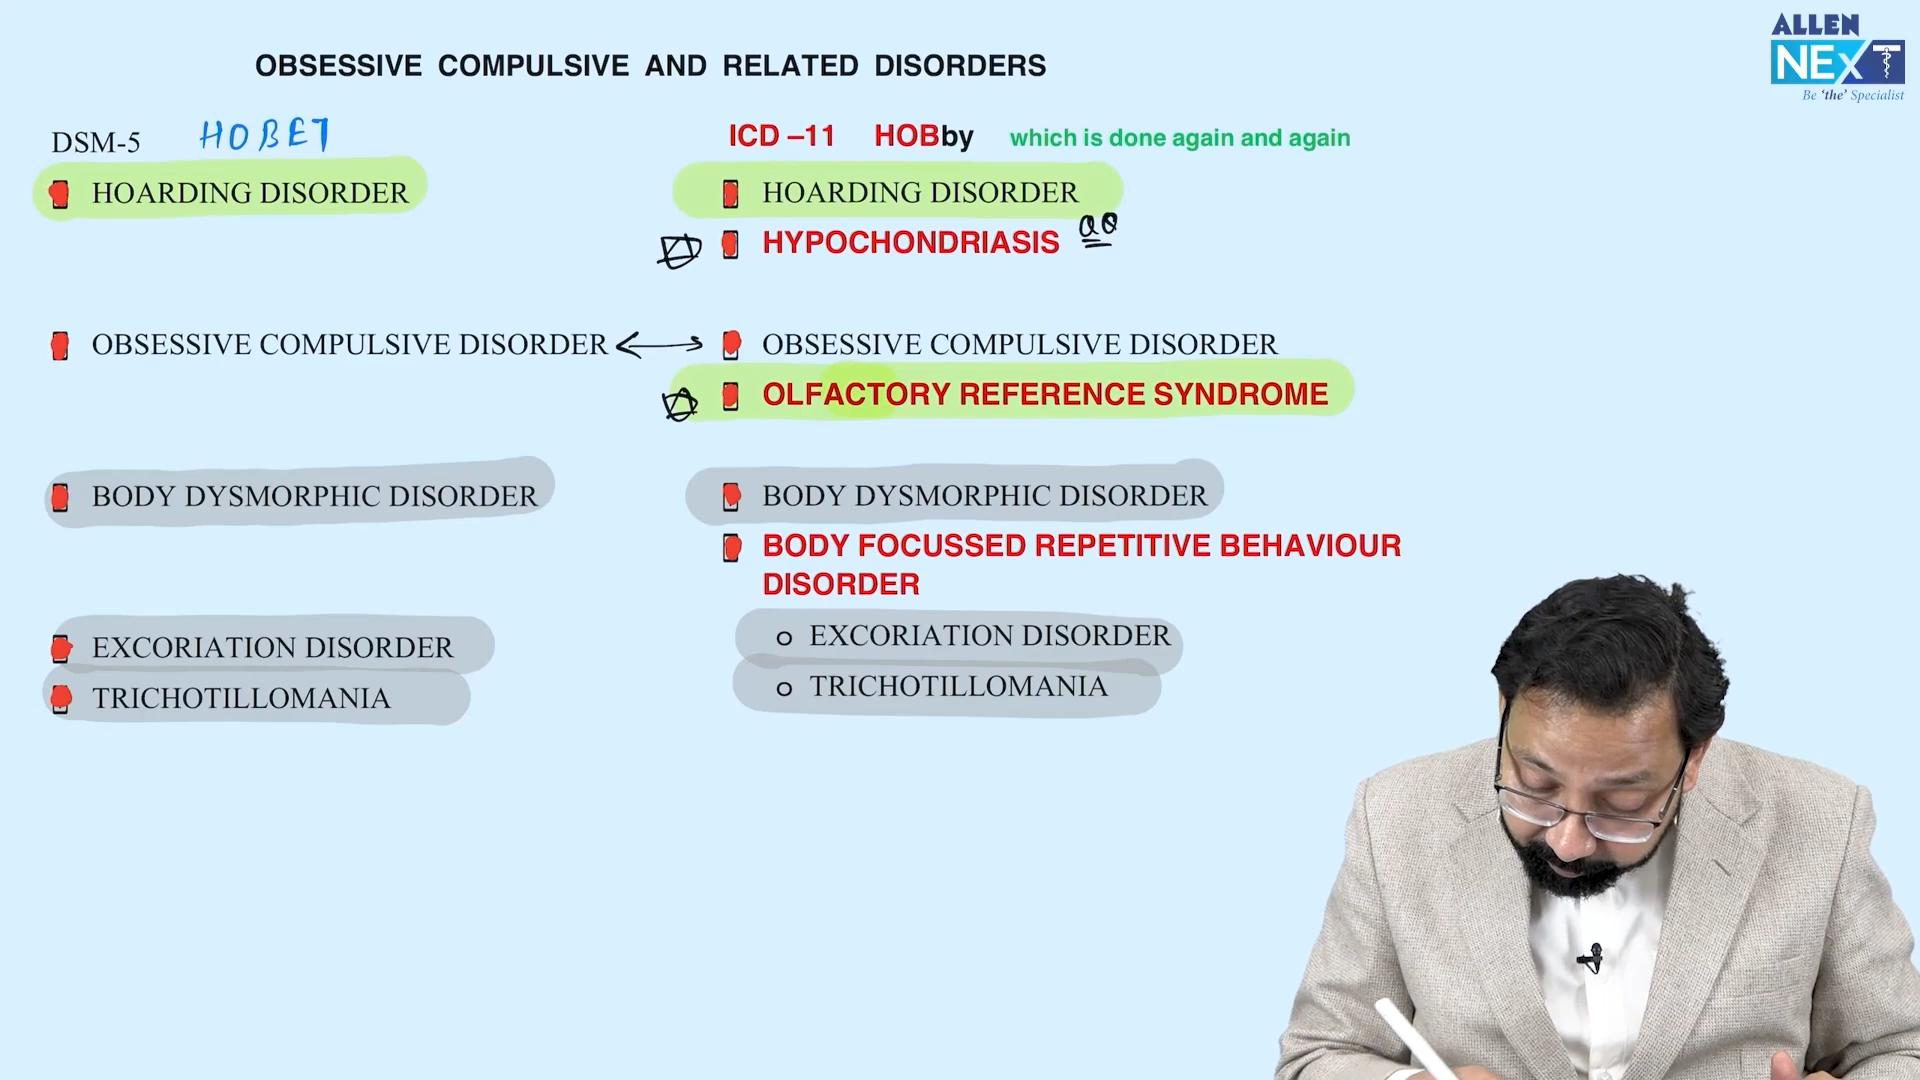 ALLEN
NEXT
Be 'the' Specialist
OBSESSIVE COMPULSIVE AND RELATED DISORDERS
DSM-5 HOBET
HOARDING DISORDER
OBSESSIVE COMPULSIVE DISORDER
BODY DYSMORPHIC DISORDER
EXCORIATION DISORDER
TRICHOTILLOMANIA
ICD –11 HOBby which is done again and again
HOARDING DISORDER
HYPOCHONDRIASIS
OBSESSIVE COMPULSIVE DISORDER
OLFACTORY REFERENCE SYNDROME
BODY DYSMORPHIC DISORDER
BODY FOCUSSED REPETITIVE BEHAVIOUR
DISORDER
o EXCORIATION DISORDER
o TRICHOTILLOMANIA